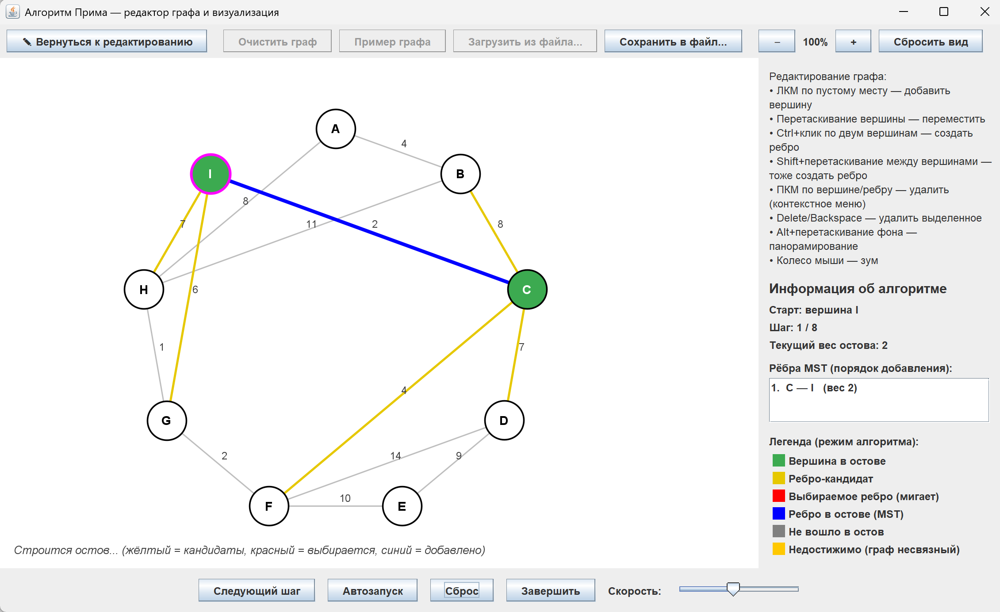 Алгоритм Прима — редактор графа и визуализация
✎ Вернуться к редактированию
Очистить граф
Пример графа
Загрузить из файла...
Сохранить в файл...
–
100%
+
Сбросить вид
A
4
I
B
8
7
11
2
8
H
6
C
1
7
4
G
D
2
14
9
10
F
E
Строится остов... (жёлтый = кандидаты, красный = выбирается, синий = добавлено)
Редактирование графа:
• ЛКМ по пустому месту — добавить
вершину
• Перетаскивание вершины — переместить
• Ctrl+клик по двум вершинам — создать
ребро
• Shift+перетаскивание между вершинами —
тоже создать ребро
• ПКМ по вершине/ребру — удалить
(контекстное меню)
• Delete/Backspace — удалить выделенное
• Alt+перетаскивание фона —
панорамирование
• Колесо мыши — зум
Информация об алгоритме
Старт: вершина I
Шаг: 1 / 8
Текущий вес остова: 2
Рёбра MST (порядок добавления):
1. C — I (вес 2)
Легенда (режим алгоритма):
Вершина в остове
Ребро-кандидат
Выбираемое ребро (мигает)
Ребро в остове (MST)
Не вошло в остов
Недостижимо (граф несвязный)
Следующий шаг
Автозапуск
Сброс
Завершить
Скорость: